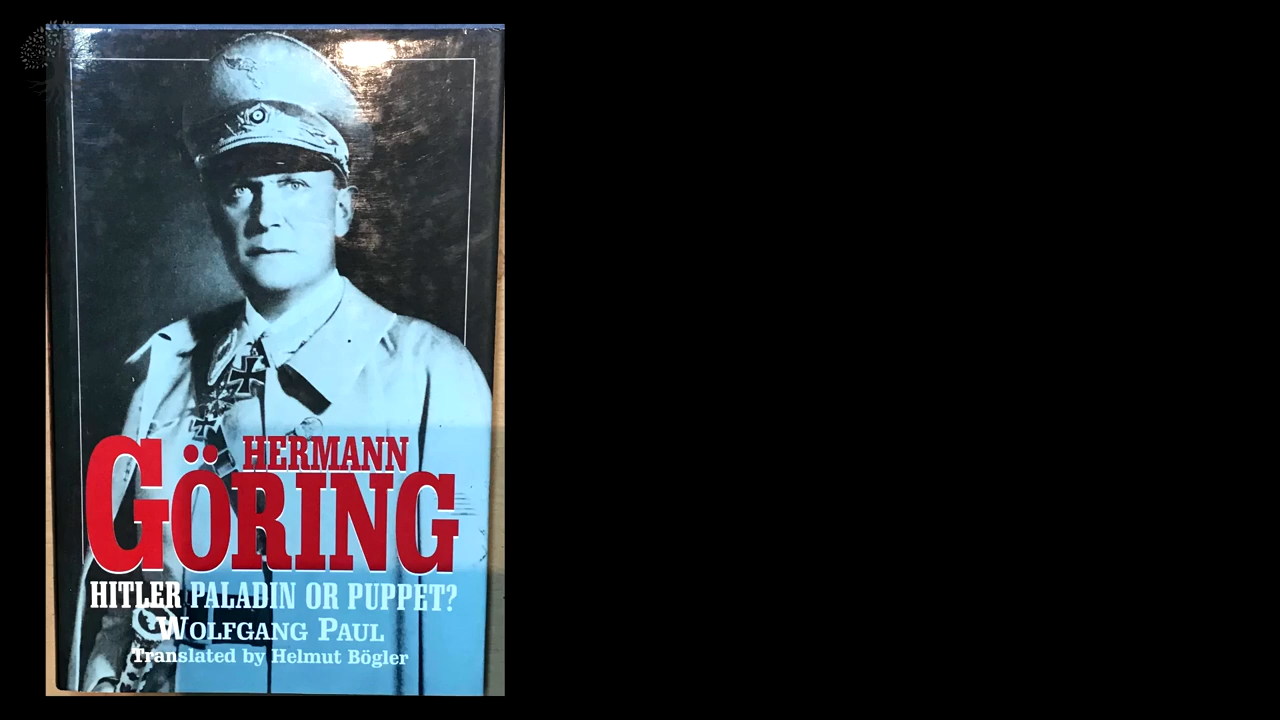 HERMANN
GÖRING
HITLER PALADIN OR PUPPET?
WOLFGANG PAUL
Translated by Helmut Bögler